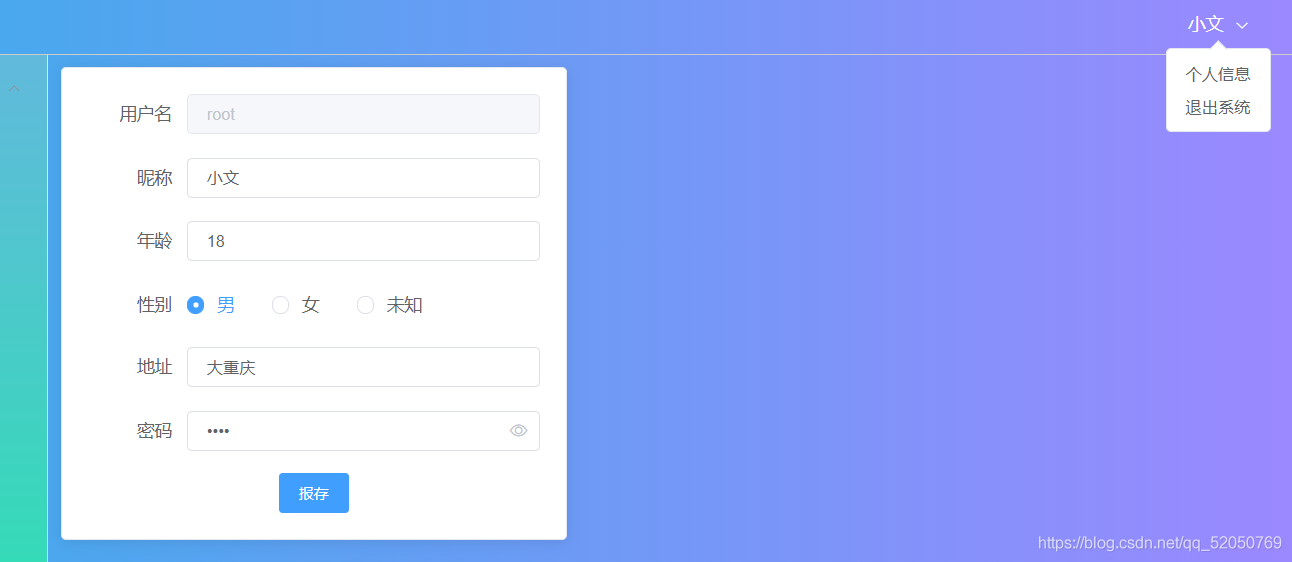 小文
个人信息
退出系统
用户名 root
昵称 小文
年龄 18
性别 男 女 未知
地址 大重庆
密码 ••••
报存
https://blog.csdn.net/qq_52050769